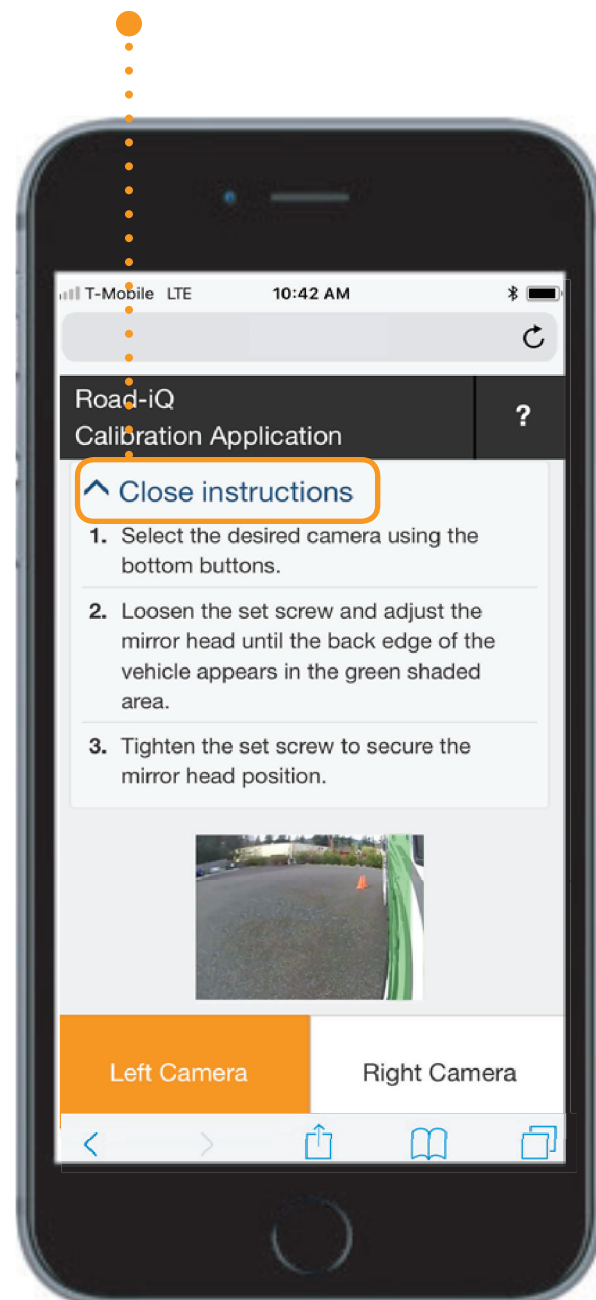 T-Mobile LTE 10:42 AM
Road-iQ
Calibration Application
?
Close instructions
1. Select the desired camera using the
bottom buttons.
2. Loosen the set screw and adjust the
mirror head until the back edge of the
vehicle appears in the green shaded
area.
3. Tighten the set screw to secure the
mirror head position.
Left Camera Right Camera